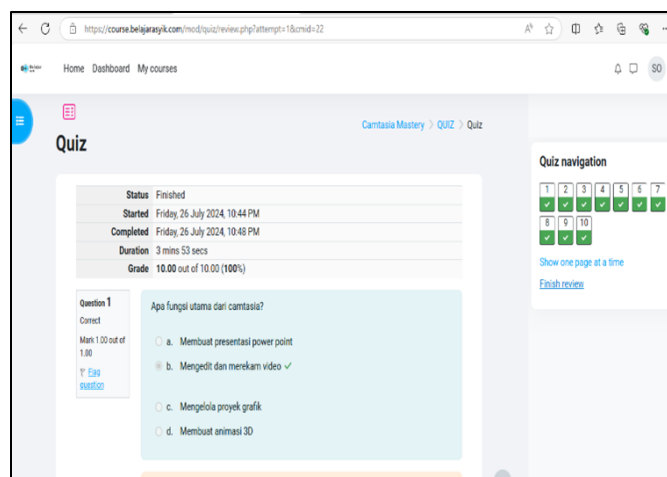 https://course.belajarasyik.com/mod/quiz/review.php?attempt=18&cmid=22
Home Dashboard My courses
SO
Camtasia Mastery > QUIZ > Quiz
Quiz
Status Finished
Started Friday, 26 July 2024, 10:44 PM
Completed Friday, 26 July 2024, 10:48 PM
Duration 3 mins 53 secs
Grade 10.00 out of 10.00 (100%)
Question 1
Correct
Mark 1.00 out of
1.00
Flag
question
Apa fungsi utama dari camtasia?
a. Membuat presentasi power point
b. Mengedit dan merekam video
c. Mengelola proyek grafik
d. Membuat animasi 3D
Quiz navigation
1 2 3 4 5 6 7
8 9 10
Show one page at a time
Finish review